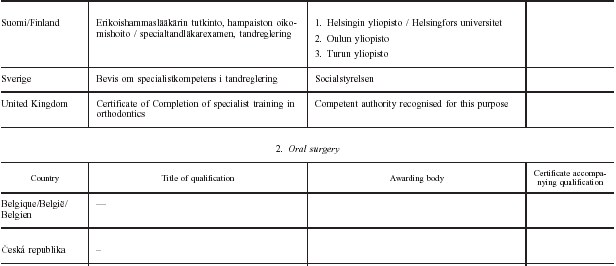 Suomi/Finland
Erikoishammaslääkärin tutkinto, hampaiston oiko-
mishoito / specialtandläkarexamen, tandreglering
1. Helsingin yliopisto / Helsingfors universitet
2. Oulun yliopisto
3. Turun yliopisto
Sverige
Bevis om specialistkompetens i tandreglering
Socialstyrelsen
United Kingdom
Certificate of Completion of specialist training in
orthodontics
Competent authority recognised for this purpose
2. Oral surgery
Country
Title of qualification
Awarding body
Certificate accompa-
nying qualification
Belgique/België/
Belgien
—
Česká republika
–